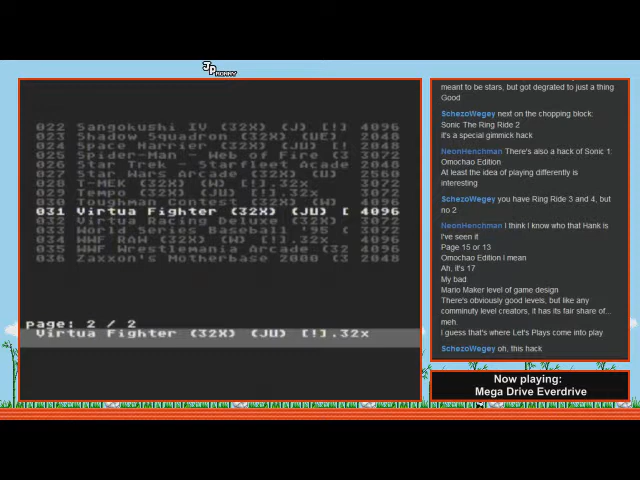 JP
RONNY
022 Sangokushi IV (32X) (J) [!] 4096
023 Shadow Squadron (32X) (UE) 2048
024 Space Harrier (32X) (JU) [ 2048
025 Spider-Man - Web of Fire (3 3072
026 Star Trek - Starfleet Acade 2048
027 Star Wars Arcade (32X) 2560
028 T-MEK (32X) (W) [!].32x 3072
029 Tempo (32X) (JU) [!].32x 3072
030 Toughman Contest (32X) (W) 4096
031 Virtua Fighter (32X) (JU) [ 4096
032 Virtua Racing Deluxe (32X) 3072
033 World Series Baseball '95 ( 3072
034 WWF RAW (32X) (W) [!].32x 4096
035 WWF Wrestlemania Arcade (32 4096
036 Zaxxon's Motherbase 2000 (3 2048
page: 2 / 2
Virtua Fighter (32X) (JU) [!].32x
meant to be stars, but got degrated to just a thing
Good
SchezoWegey next on the chopping block:
Sonic The Ring Ride 2
it's a special gimmick hack
NeonHenchman There's also a hack of Sonic 1:
Omochao Edition
At least the idea of playing differently is
interesting
SchezoWegey you have Ring Ride 3 and 4, but
no 2
NeonHenchman I think I know who that Hank is
I've seen it
Page 15 or 13
Omochao Edition I mean
Ah, it's 17
My bad
Mario Maker level of game design
There's obviously good levels, but like any
comminuty level creators, it has its fair share of...
meh.
I guess that's where Let's Plays come into play
SchezoWegey oh, this hack
Now playing:
Mega Drive Everdrive